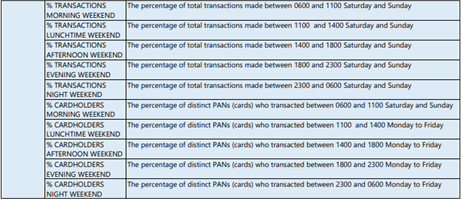 % TRANSACTIONS
MORNING WEEKEND
The percentage of total transactions made between 0600 and 1100 Saturday and Sunday
% TRANSACTIONS
LUNCHTIME WEEKEND
The percentage of total transactions made between 1100 and 1400 Saturday and Sunday
% TRANSACTIONS
AFTERNOON WEEKEND
The percentage of total transactions made between 1400 and 1800 Saturday and Sunday
% TRANSACTIONS
EVENING WEEKEND
The percentage of total transactions made between 1800 and 2300 Saturday and Sunday
% TRANSACTIONS
NIGHT WEEKEND
The percentage of total transactions made between 2300 and 0600 Saturday and Sunday
% CARDHOLDERS
MORNING WEEKEND
The percentage of distinct PANs (cards) who transacted between 0600 and 1100 Saturday and Sunday
% CARDHOLDERS
LUNCHTIME WEEKEND
The percentage of distinct PANs (cards) who transacted between 1100 and 1400 Monday to Friday
% CARDHOLDERS
AFTERNOON WEEKEND
The percentage of distinct PANs (cards) who transacted between 1400 and 1800 Monday to Friday
% CARDHOLDERS
EVENING WEEKEND
The percentage of distinct PANs (cards) who transacted between 1800 and 2300 Monday to Friday
% CARDHOLDERS
NIGHT WEEKEND
The percentage of distinct PANs (cards) who transacted between 2300 and 0600 Monday to Friday